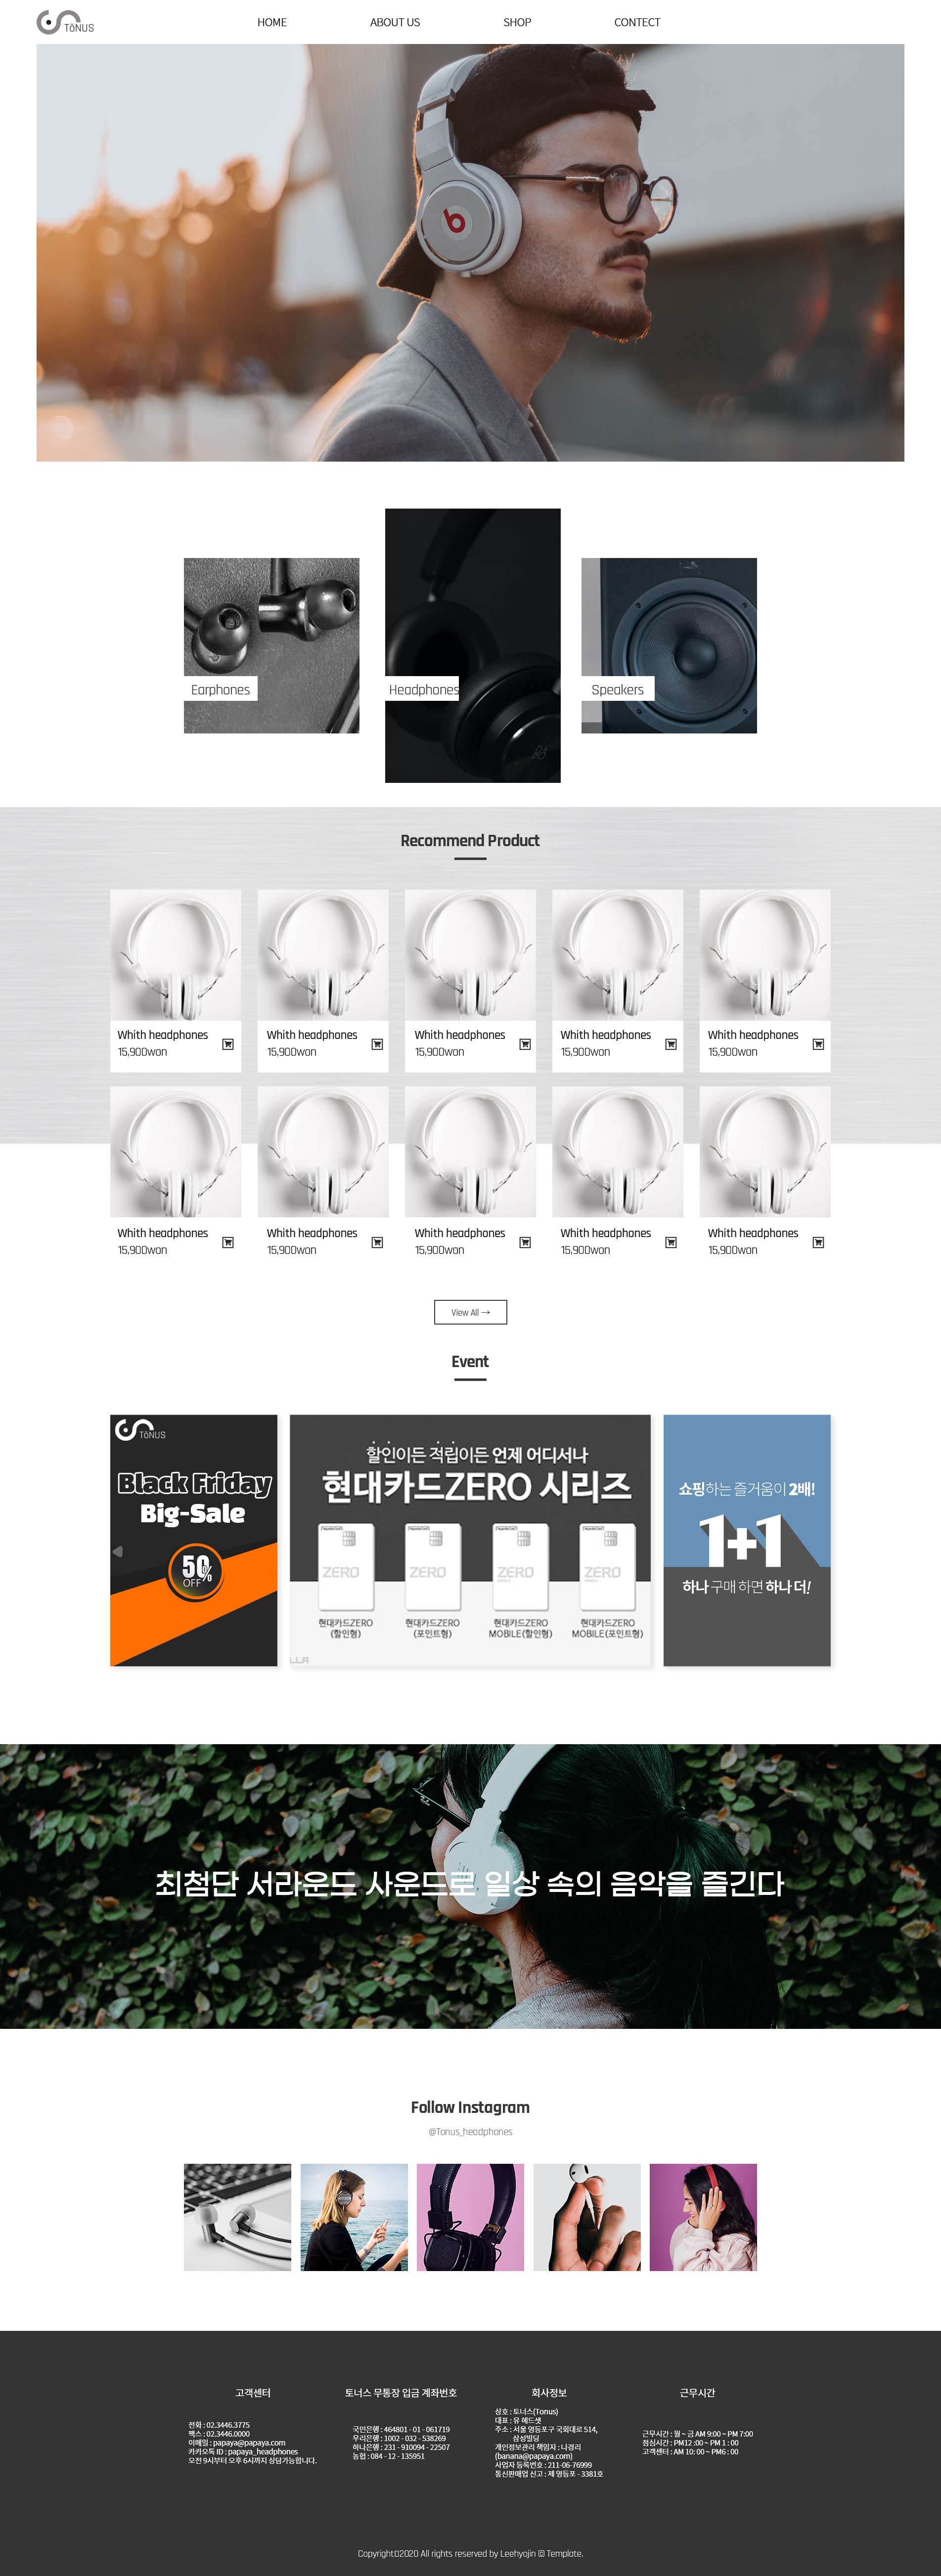 TōNUS
HOME ABOUT US SHOP CONTECT
b
Earphones
Headphones
Speakers
Recommend Product
Whith headphones Whith headphones Whith headphones Whith headphones Whith headphones
15,900won 15,900won 15,900won 15,900won 15,900won
Whith headphones Whith headphones Whith headphones Whith headphones Whith headphones
15,900won 15,900won 15,900won 15,900won 15,900won
View All →
Event
TōNUS
Black Friday
Big-Sale
50%
OFF
할인이든 적립이든 언제 어디서나
현대카드ZERO 시리즈
ZERO ZERO ZERO ZERO
현대카드ZERO 현대카드ZERO 현대카드ZERO 현대카드ZERO
(할인형) (포인트형) MOBILE(할인형) MOBILE(포인트형)
쇼핑하는 즐거움이 2배!
1+1
하나 구매 하면 하나 더!
최첨단 서라운드 사운드로 일상 속의 음악을 즐긴다
Follow Instagram
@Tonus_headphones
고객센터
전화 : 02.3446.3775
팩스 : 02.3446.0000
이메일 : papaya@papaya.com
카카오톡 ID : papaya_headphones
오전 9시부터 오후 6시까지 상담가능합니다.
토너스 무통장 입금 계좌번호
국민은행 : 464801 - 01 - 061719
우리은행 : 1002 - 032 - 538269
하나은행 : 231 - 910094 - 22507
농협 : 084 - 12 - 135951
회사정보
상호 : 토너스(Tonus)
대표 : 유 헤드셋
주소 : 서울 영등포구 국회대로 514,
삼성빌딩
개인정보관리 책임자 : 나경리
(banana@papaya.com)
사업자 등록번호 : 211-06-76999
통신판매업 신고 : 제 영등포 - 3381호
근무시간
근무시간 : 월 ~ 금 AM 9:00 ~ PM 7:00
점심시간 : PM12 :00 ~ PM 1 : 00
고객센터 : AM 10: 00 ~ PM6 : 00
Copyright▯2020 All rights reserved by Leehyojin © Template.